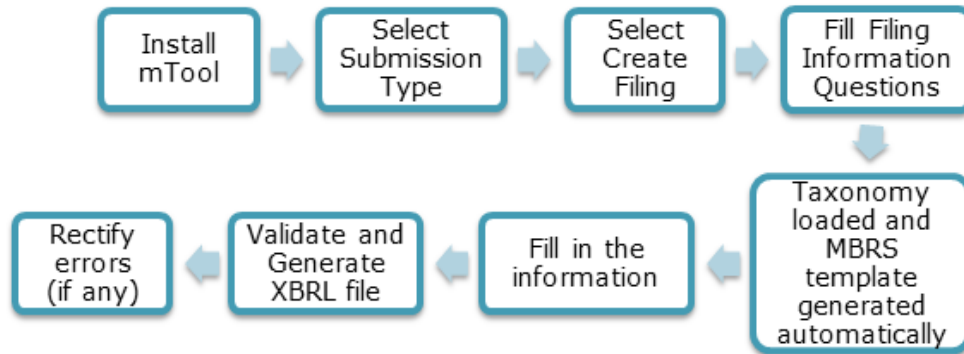 Install
mTool
Select
Submission
Type
Select
Create
Filing
Fill Filing
Information
Questions
Taxonomy
loaded and
MBRS
template
generated
automatically
Fill in the
information
Validate and
Generate
XBRL file
Rectify
errors
(if any)